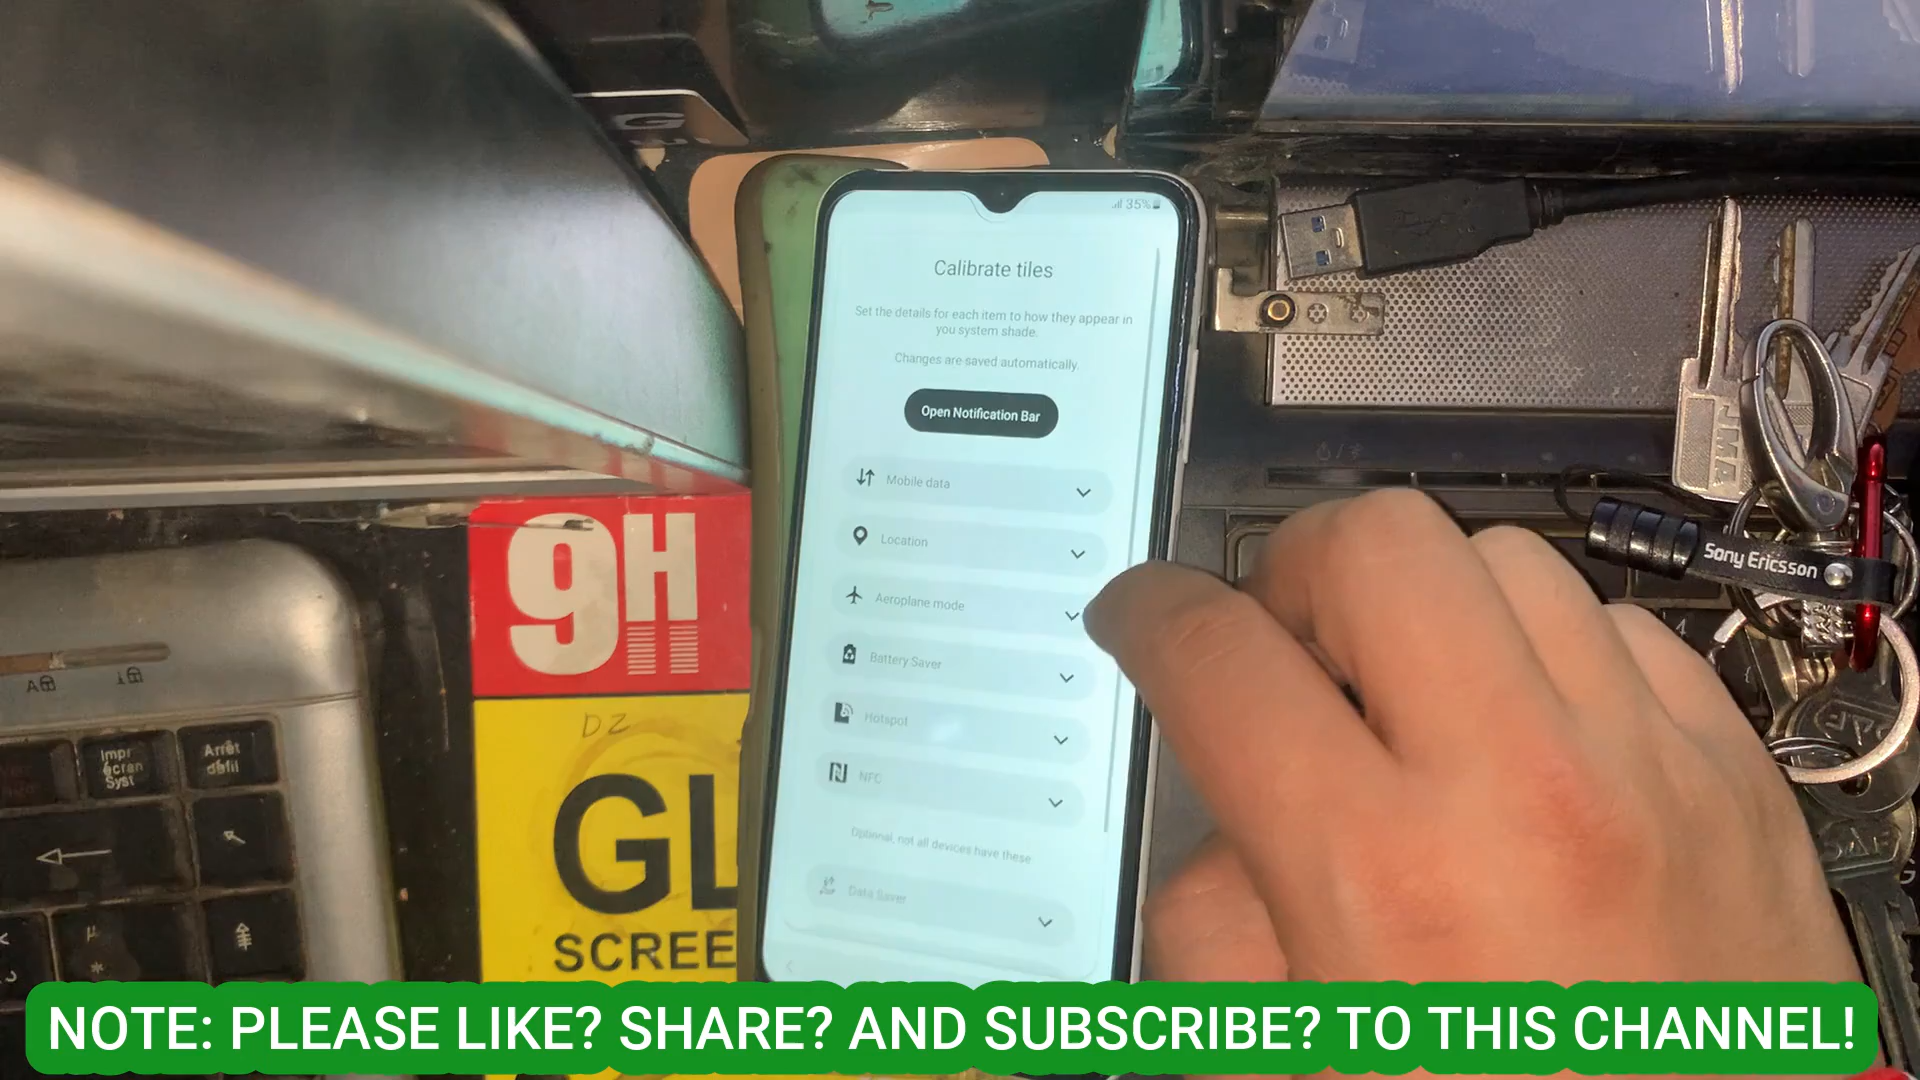 G
35%
Calibrate tiles
Set the details for each item to how they appear in
you system shade.
Changes are saved automatically.
Open Notification Bar
Mobile data
Location
Aeroplane mode
Battery Saver
Hotspot
NFC
Optional, not all devices have these
Data Saver
9H
DZ
GL
SCREE
A
Impr
écran
Syst
Arrêt
défil
µ
*
JMA
Sony Ericsson
4
NOTE: PLEASE LIKE? SHARE? AND SUBSCRIBE? TO THIS CHANNEL!